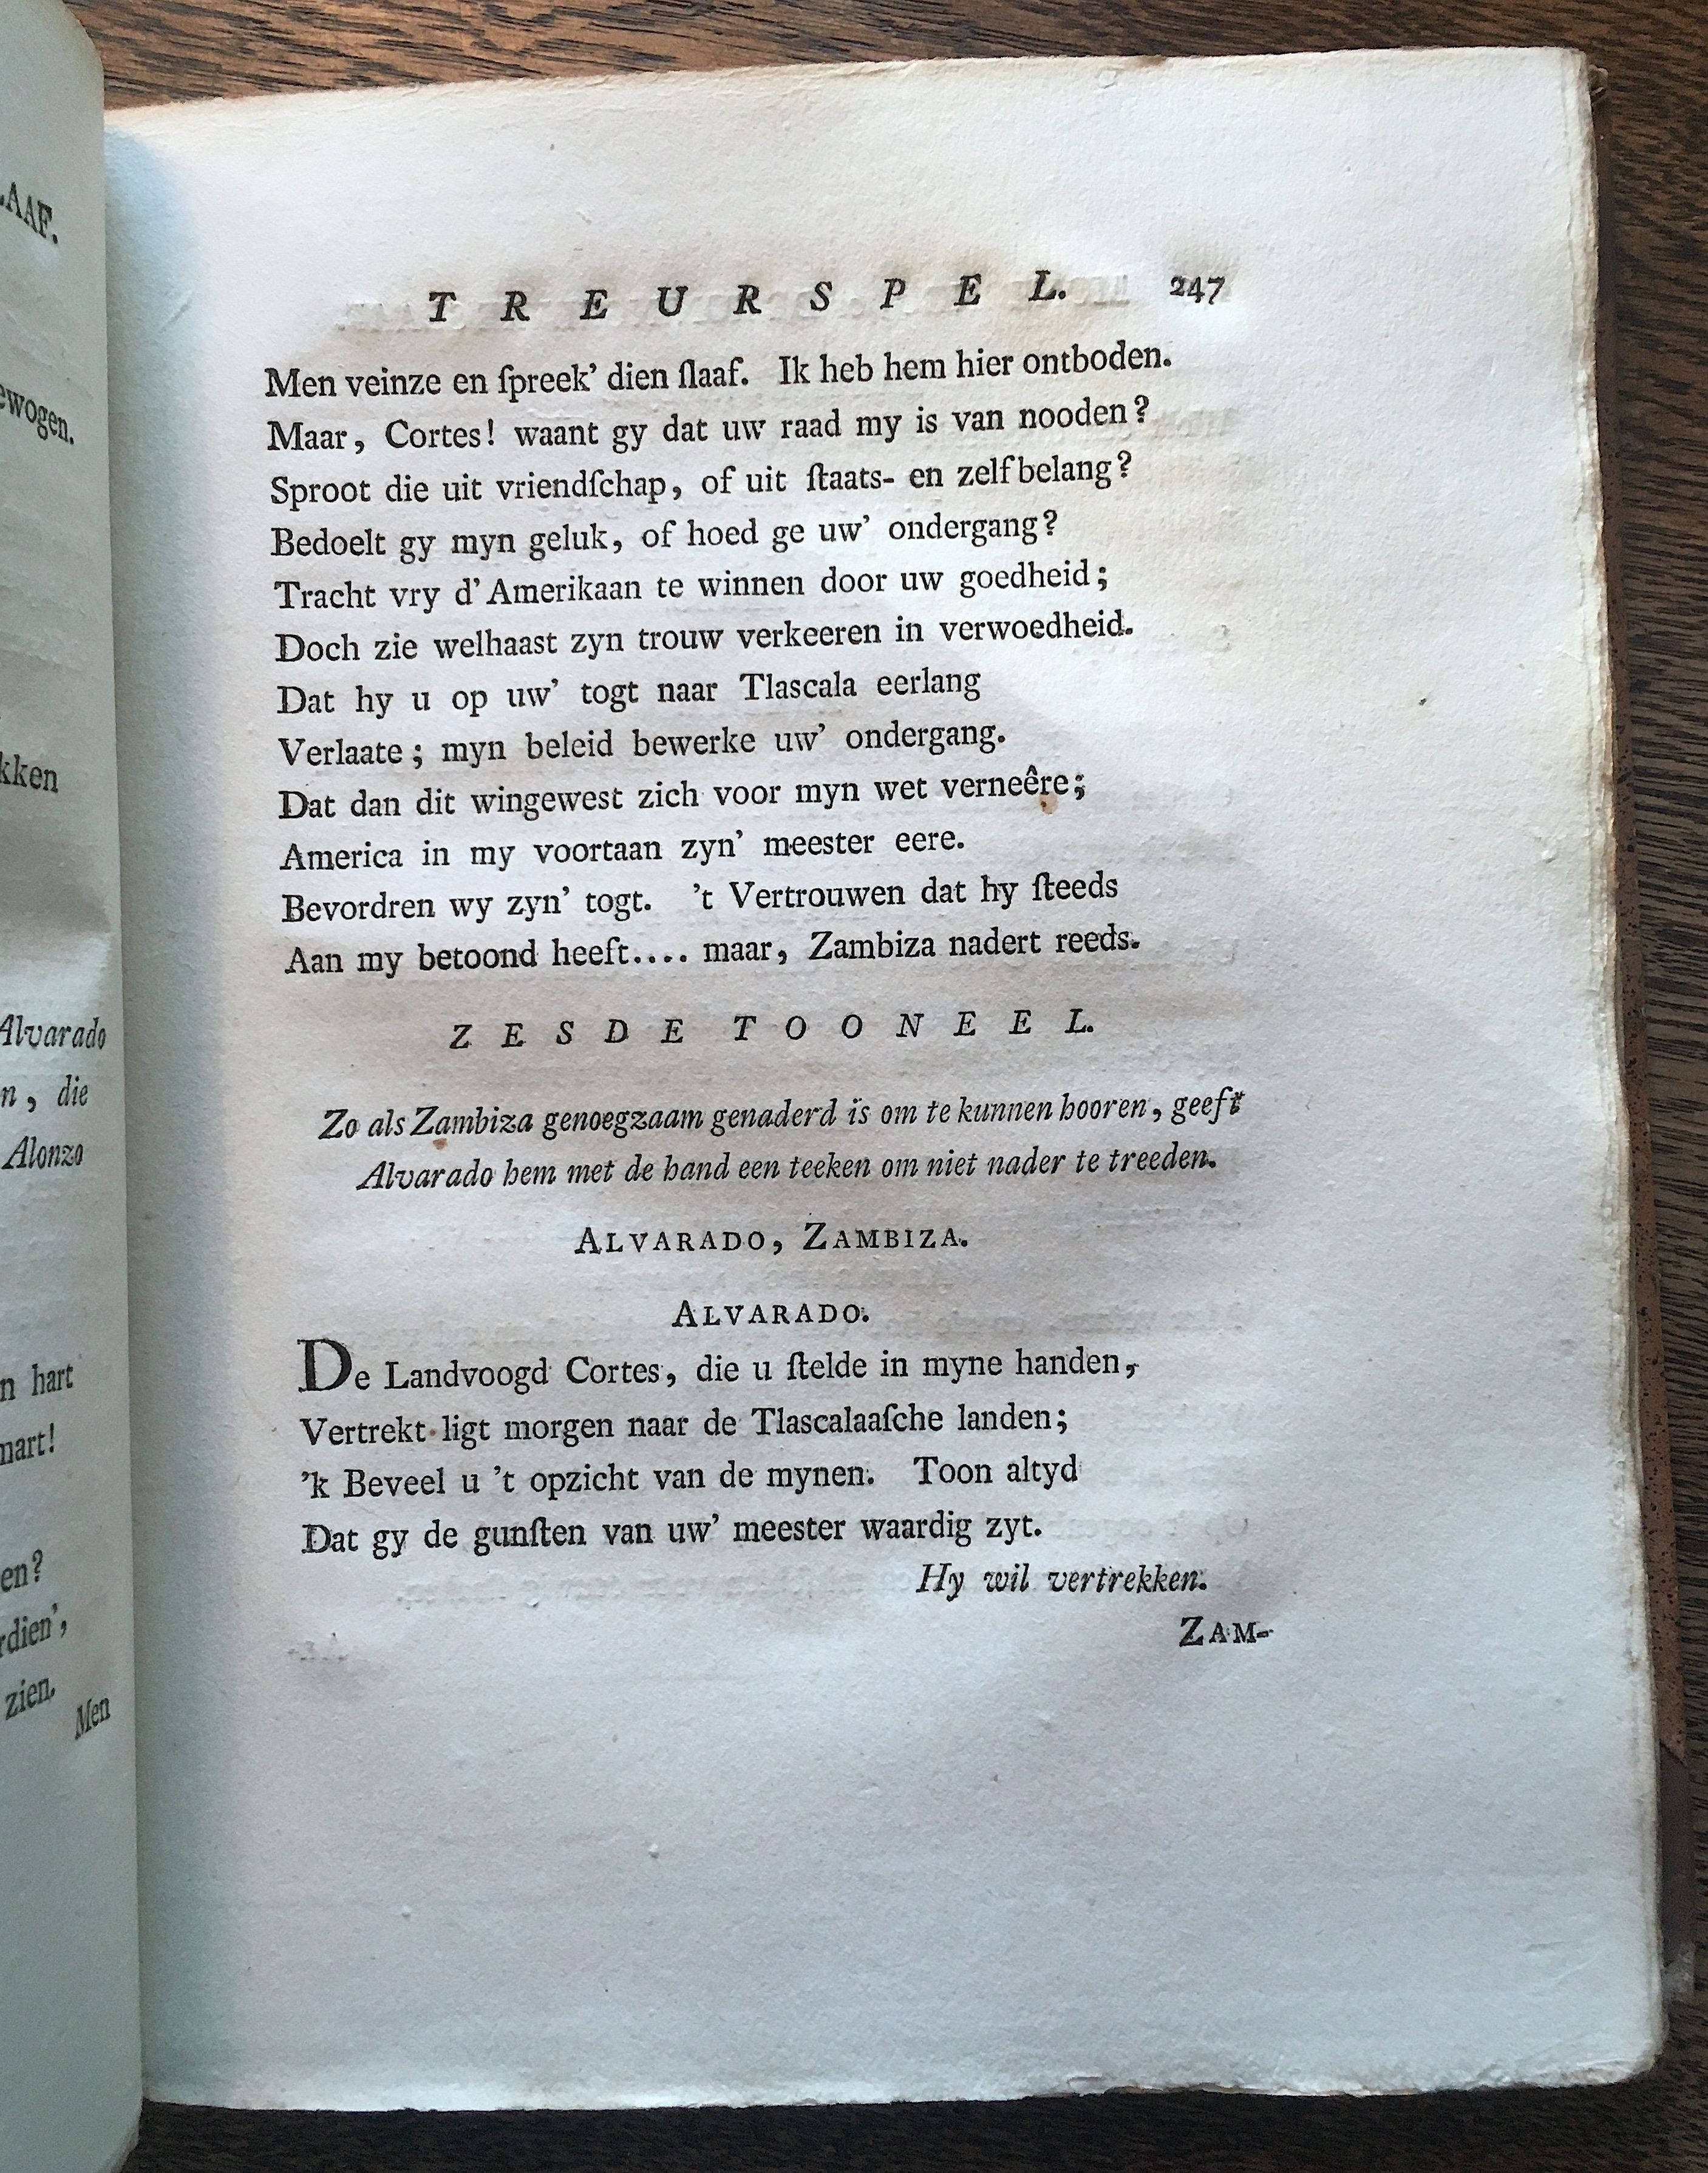 LAAF.
ewogen.
kken
Alvarado
n, die
Alonzo
n hart
mart!
en?
rdien',
zien.
Men
TREURSPEL. 247
Men veinze en ſpreek' dien ſlaaf. Ik heb hem hier ontboden.
Maar, Cortes! waant gy dat uw raad my is van nooden?
Sproot die uit vriendſchap, of uit ſtaats- en zelfbelang?
Bedoelt gy myn geluk, of hoed ge uw' ondergang?
Tracht vry d'Amerikaan te winnen door uw goedheid;
Doch zie welhaast zyn trouw verkeeren in verwoedheid.
Dat hy u op uw' togt naar Tlascala eerlang
Verlaate; myn beleid bewerke uw' ondergang.
Dat dan dit wingewest zich voor myn wet verneêre;
America in my voortaan zyn' meester eere.
Bevordren wy zyn' togt. 't Vertrouwen dat hy ſteeds
Aan my betoond heeft.... maar, Zambiza nadert reeds.
ZESDE TOONEEL.
Zo als Zambiza genoegzaam genaderd is om te kunnen hooren, geeft
Alvarado hem met de hand een teeken om niet nader te treeden.
ALVARADO, ZAMBIZA.
ALVARADO.
De Landvoogd Cortes, die u ſtelde in myne handen,
Vertrekt ligt morgen naar de Tlascalaaſche landen;
'k Beveel u 't opzicht van de mynen. Toon altyd
Dat gy de gunſten van uw' meester waardig zyt.
Hy wil vertrekken.
ZAM-